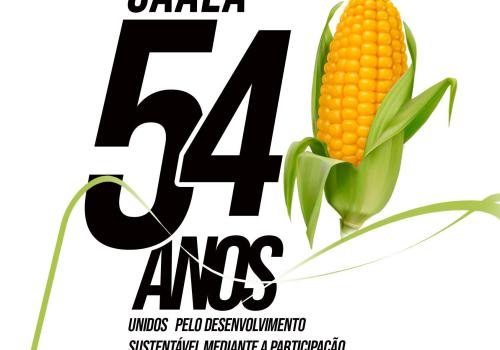 54
ANOS
UNIDOS PELO DESENVOLVIMENTO
SUSTENTÁVEL MEDIANTE A PARTICIPAÇÃO